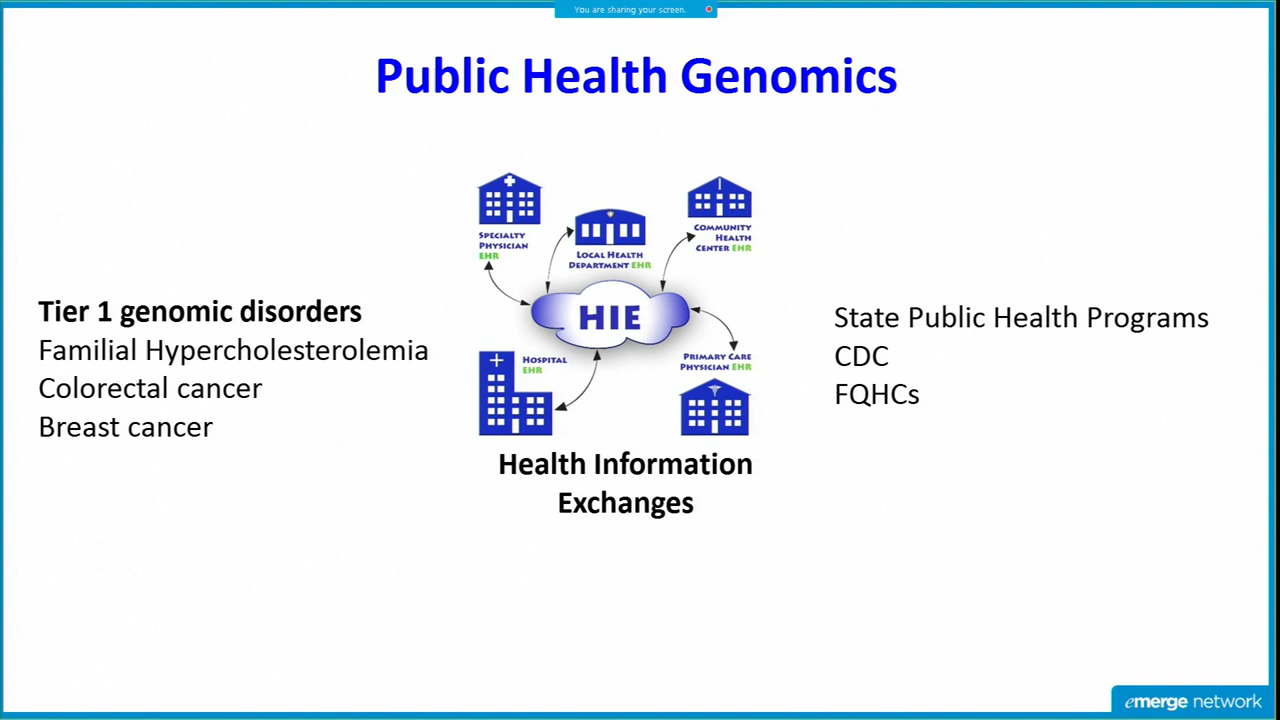 You are sharing your screen.
Public Health Genomics
SPECIALTY
PHYSICIAN
EHR
LOCAL HEALTH
DEPARTMENT EHR
COMMUNITY
HEALTH
CENTER EHR
HIE
HOSPITAL
EHR
PRIMARY CARE
PHYSICIAN EHR
Health Information
Exchanges
Tier 1 genomic disorders
Familial Hypercholesterolemia
Colorectal cancer
Breast cancer
State Public Health Programs
CDC
FQHCs
emerge network